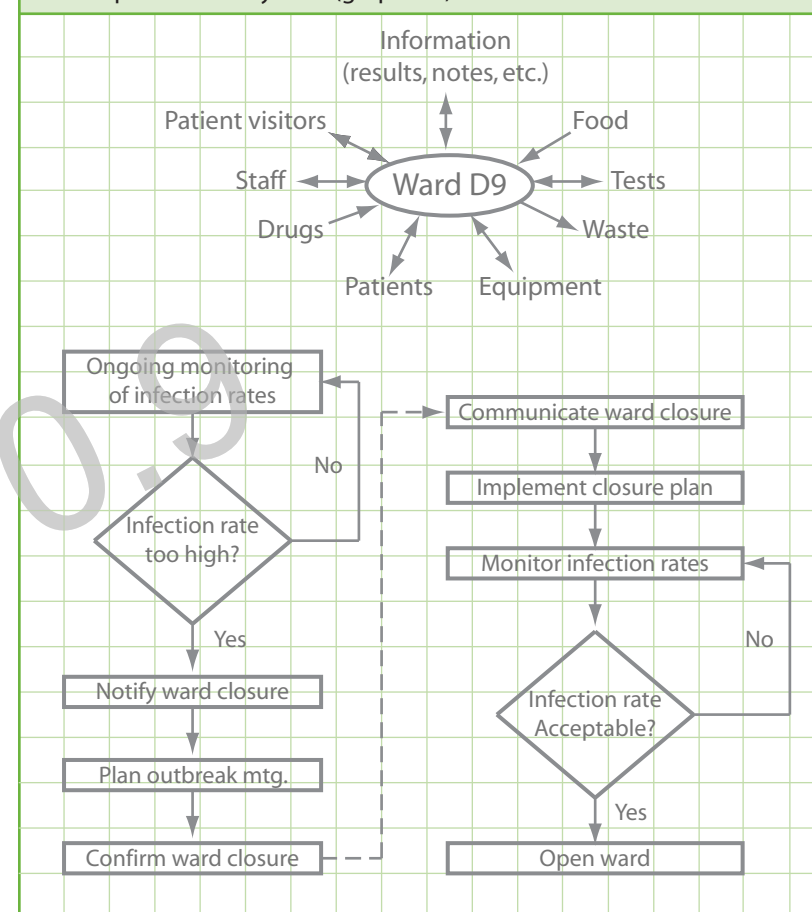 Information
(results, notes, etc.)
Patient visitors
Food
Staff
Ward D9
Tests
Drugs
Waste
Patients
Equipment
Ongoing monitoring
of infection rates
No
Infection rate
too high?
Yes
Notify ward closure
Plan outbreak mtg.
Confirm ward closure
Communicate ward closure
Implement closure plan
Monitor infection rates
No
Infection rate
Acceptable?
Yes
Open ward
0.9